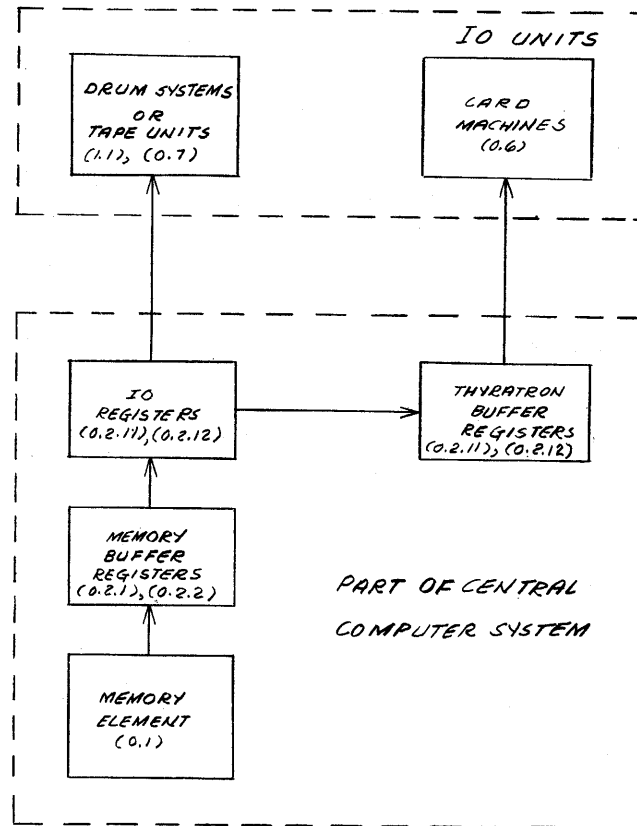 IO UNITS
DRUM SYSTEMS
OR
TAPE UNITS
(1.1), (0.7)
CARD
MACHINES
(0.6)
IO
REGISTERS
(0.2.11), (0.2.12)
THYRATRON
BUFFER
REGISTERS
(0.2.11), (0.2.12)
MEMORY
BUFFER
REGISTERS
(0.2.1), (0.2.2)
PART OF CENTRAL
COMPUTER SYSTEM
MEMORY
ELEMENT
(0.1)